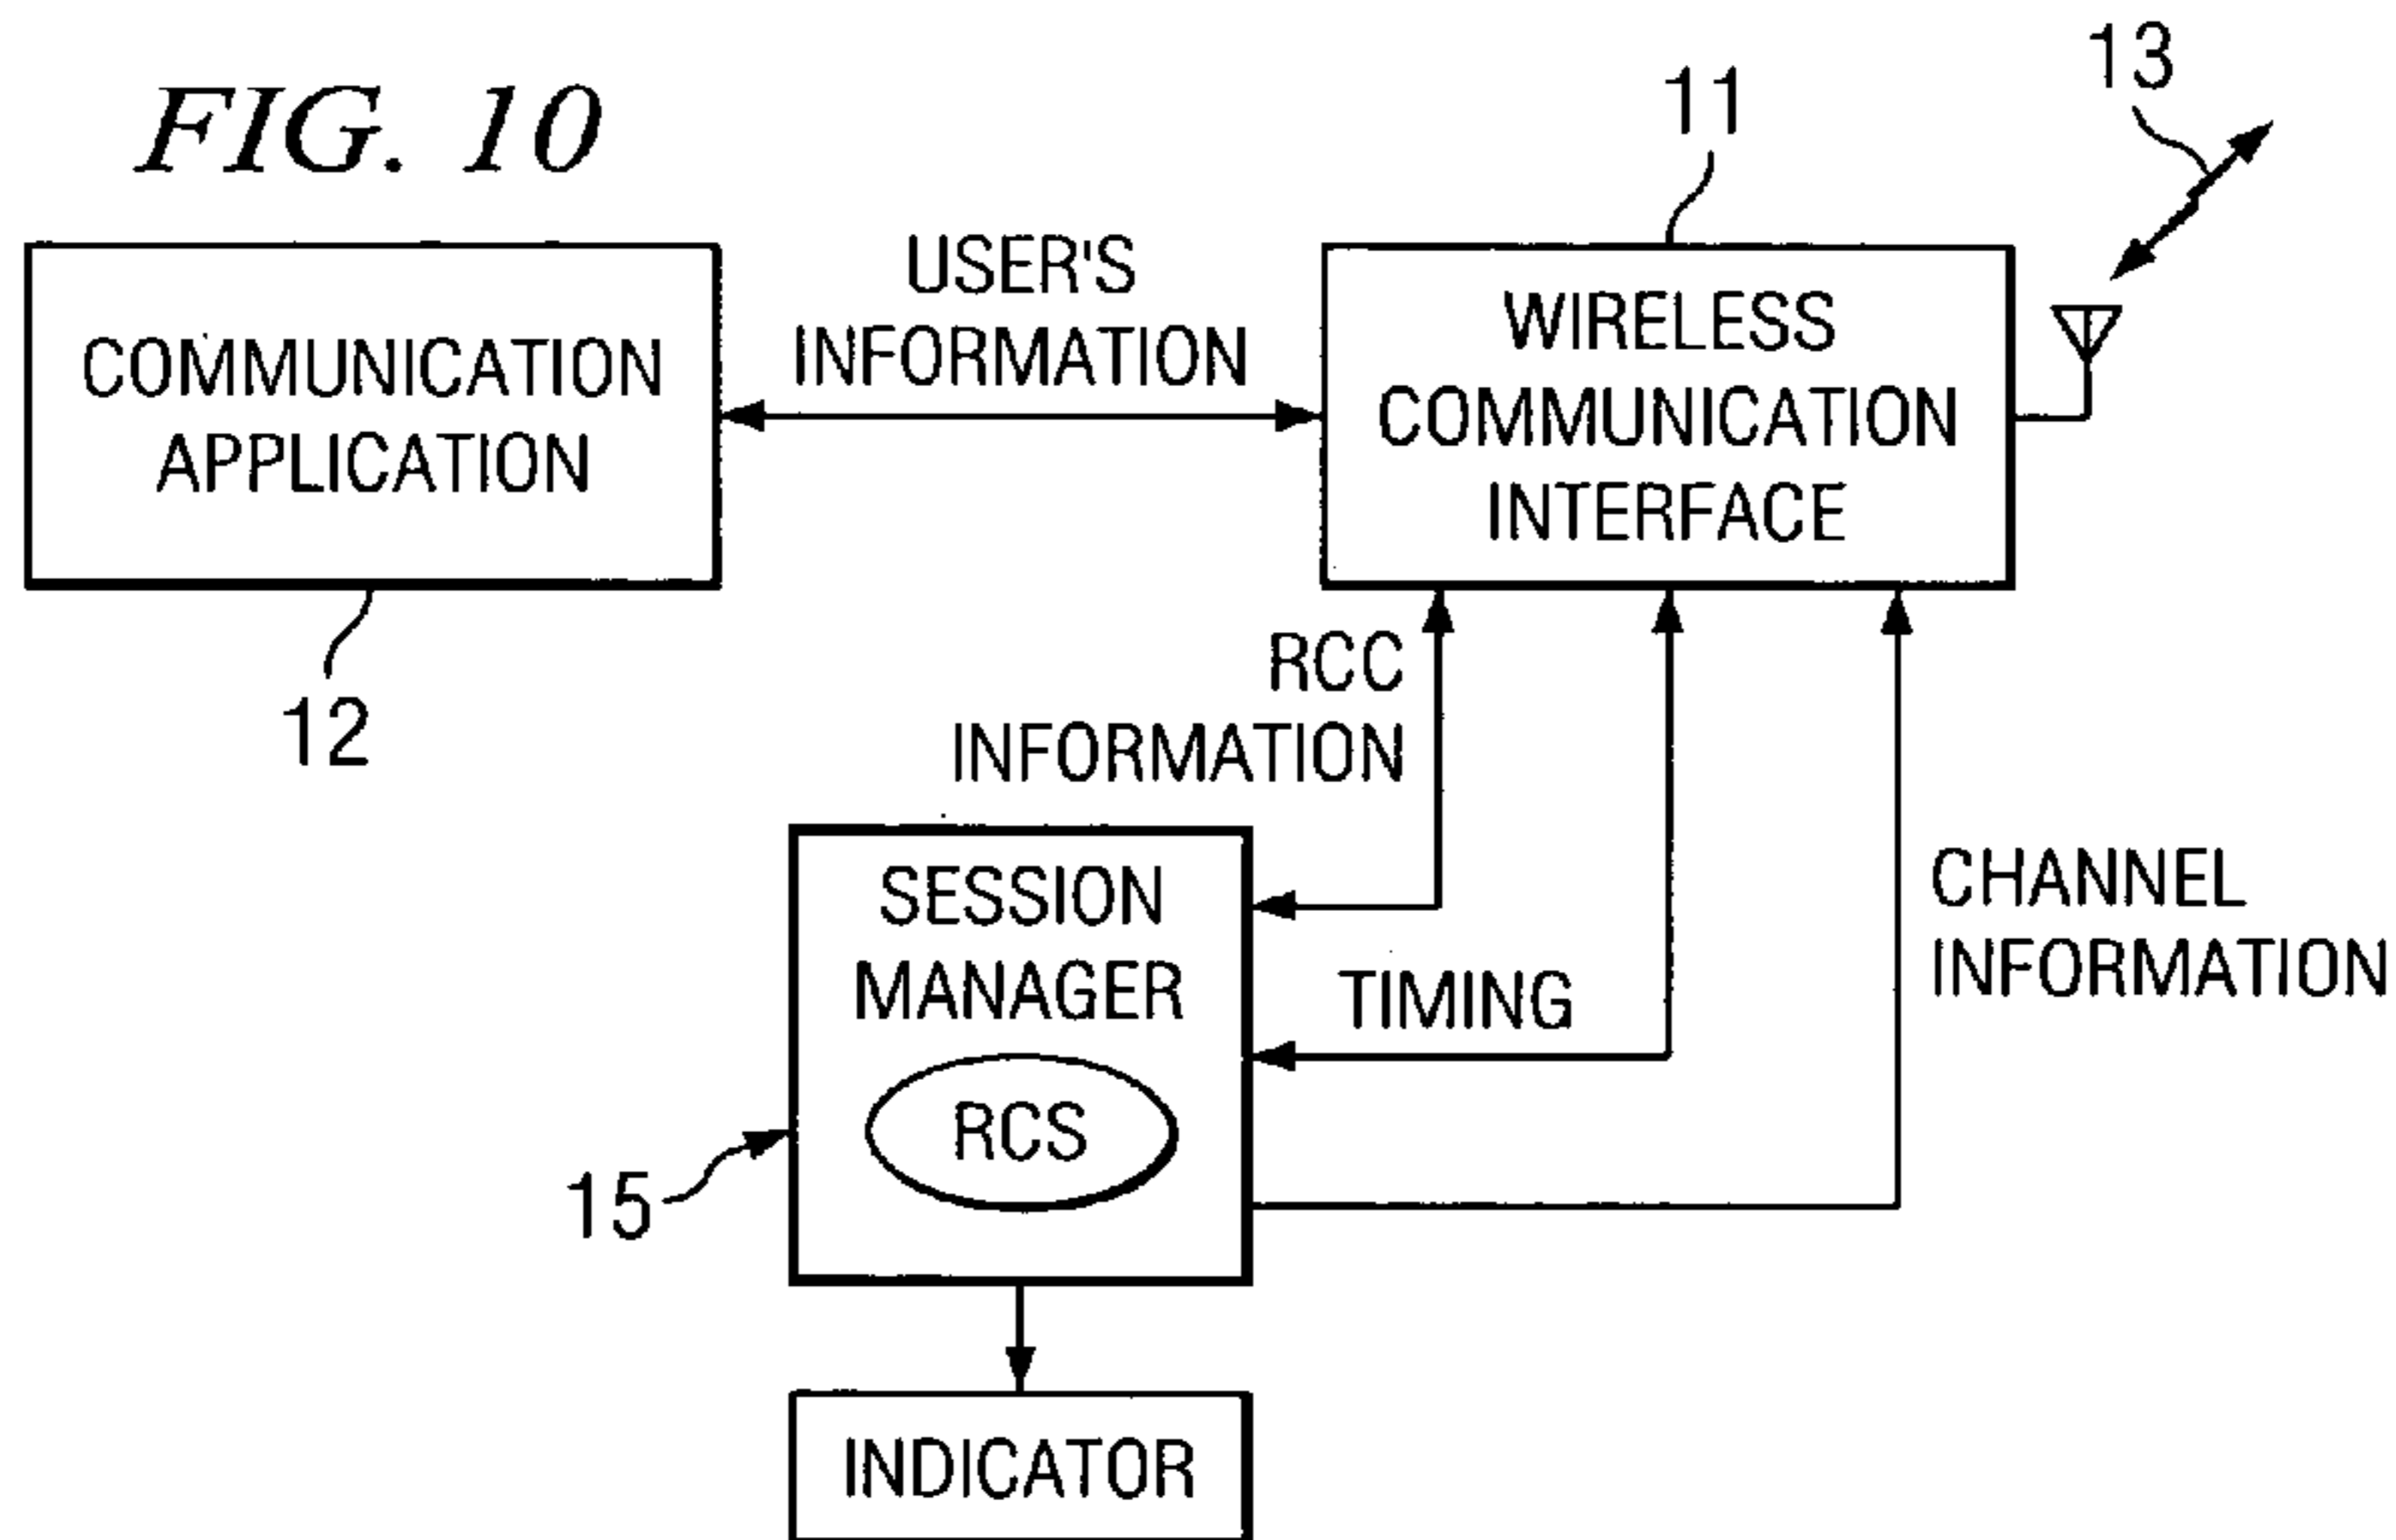 FIG. 10
13
11
USER'S
INFORMATION
COMMUNICATION
APPLICATION
WIRELESS
COMMUNICATION
INTERFACE
12
RCC
INFORMATION
SESSION
MANAGER
RCS
TIMING
CHANNEL
INFORMATION
15
INDICATOR